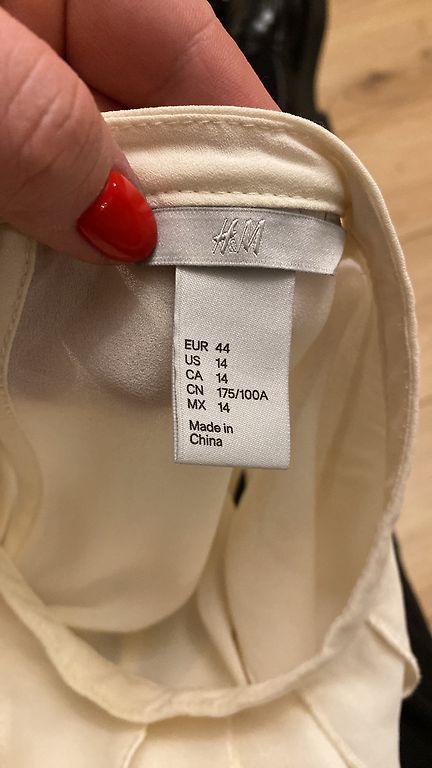 H&M
EUR 44
US 14
CA 14
CN 175/100A
MX 14
Made in
China